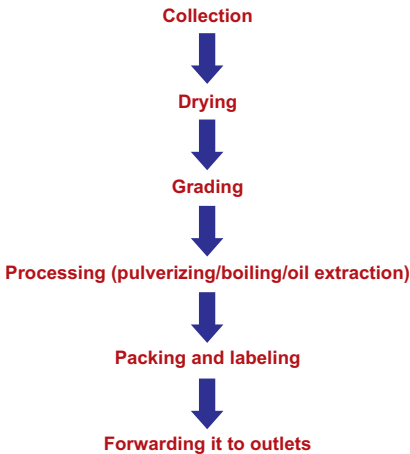 Collection
Drying
Grading
Processing (pulverizing/boiling/oil extraction)
Packing and labeling
Forwarding it to outlets